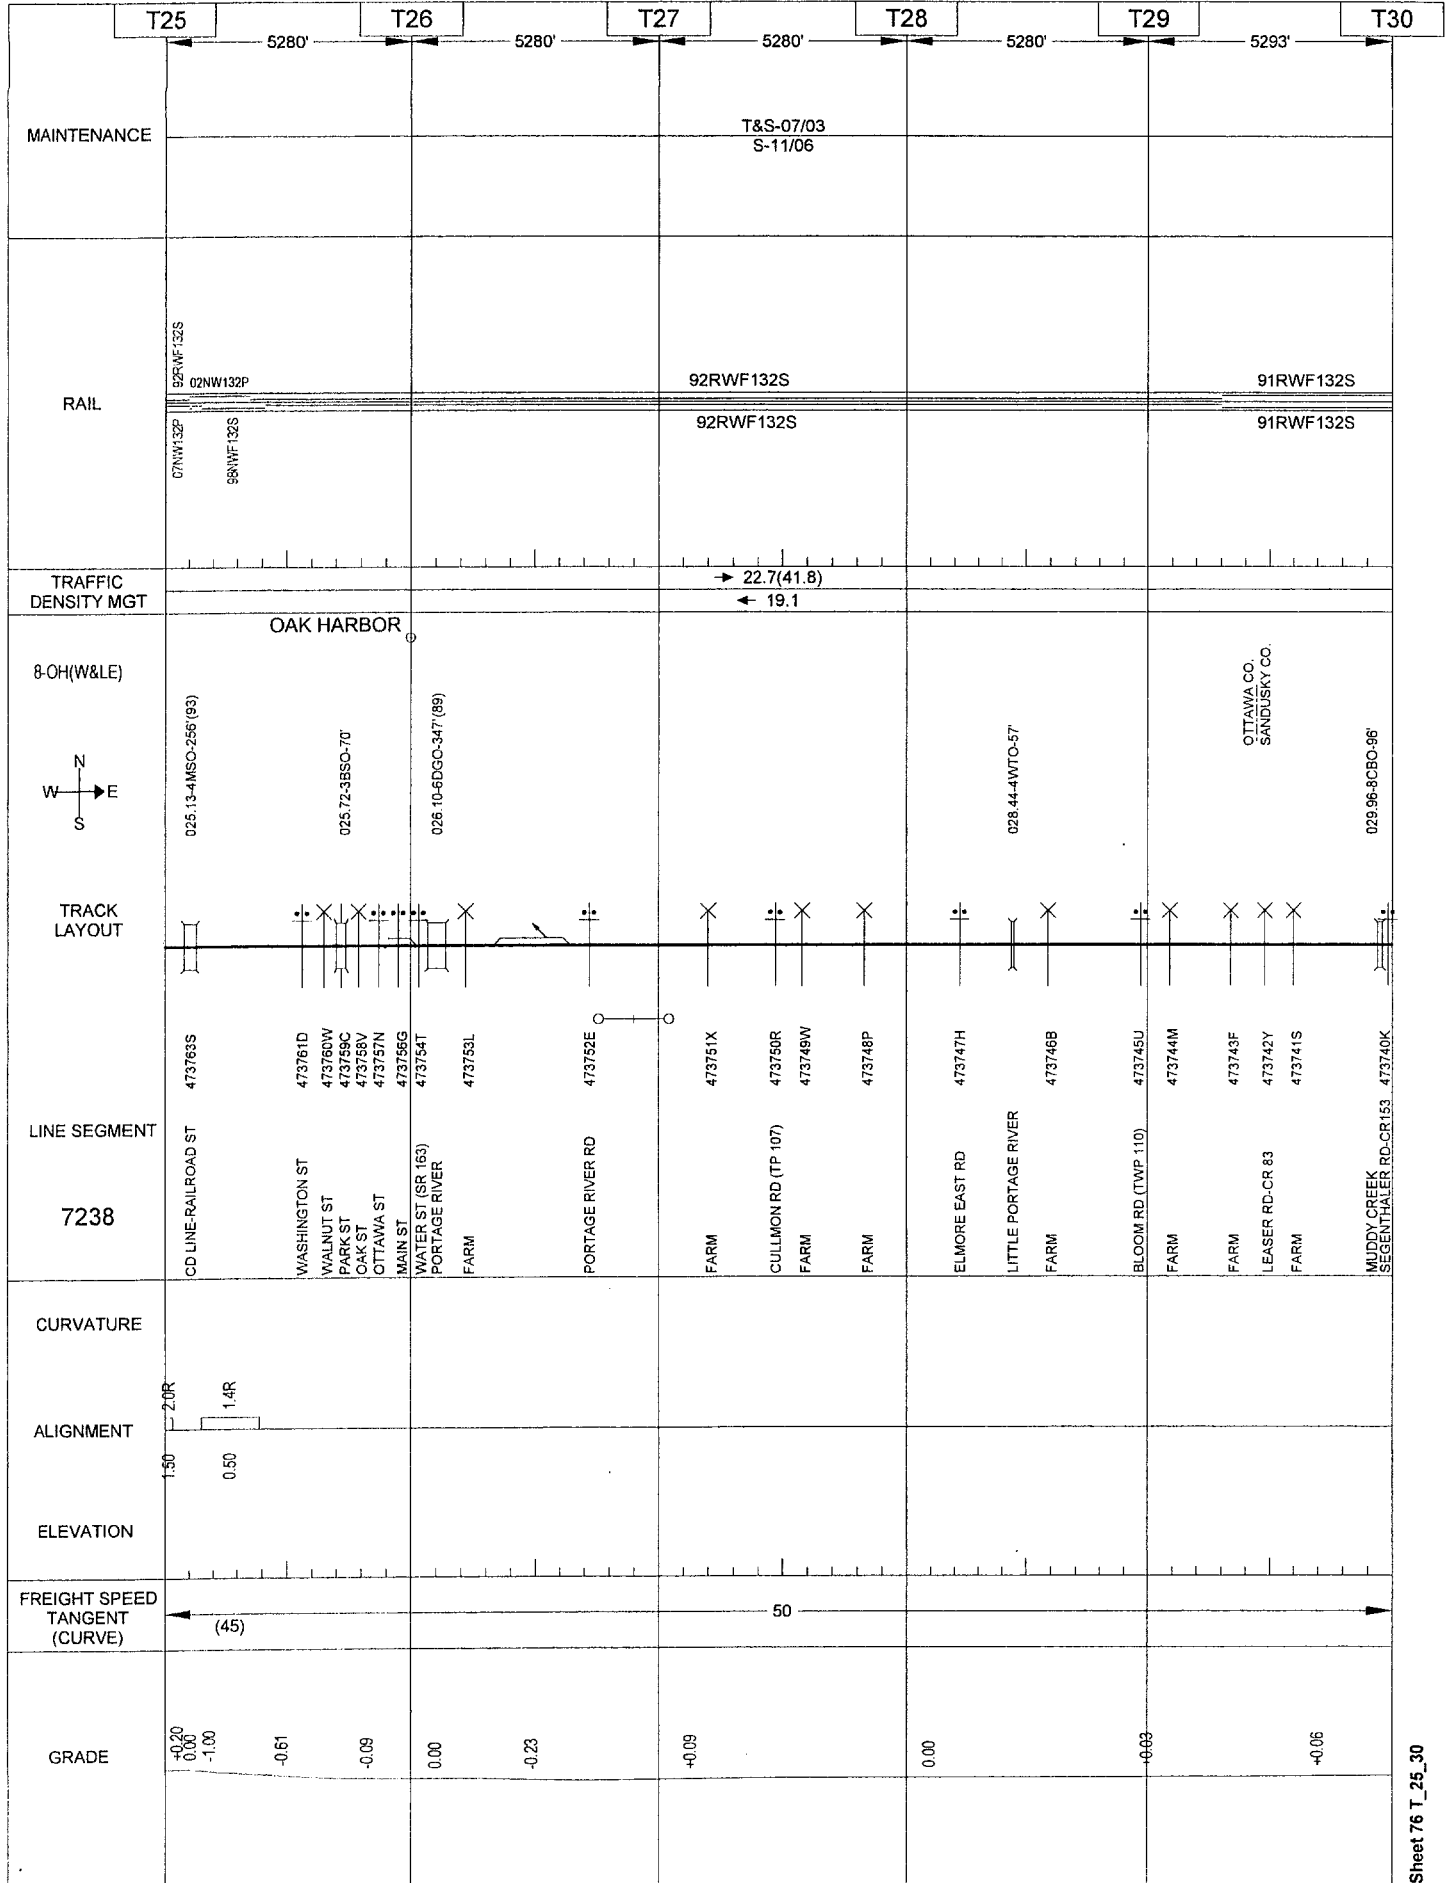 T25 T26 T27 T28 T29 T30
5280' 5280' 5280' 5280' 5293'
MAINTENANCE
T&S-07/03
S-11/06
RAIL
92RWF132S
02NW132P
92RWF132S
91RWF132S
07NW132P
98NWF132S
92RWF132S
91RWF132S
TRAFFIC
DENSITY MGT
22.7(41.8)
19.1
OAK HARBOR
8-OH(W&LE)
N
W E
S
025.13-4MSO-256'(93)
025.72-3BSO-70'
026.10-6DGO-347'(89)
028.44-4WTO-57'
OTTAWA CO.
SANDUSKY CO.
029.96-8CBO-96'
TRACK
LAYOUT
473763S
473761D
473760W
473759C
473758V
473757N
473756G
473754T
473753L
473752E
473751X
473750R
473749W
473748P
473747H
473746B
473745U
473744M
473743F
473742Y
473741S
473740K
LINE SEGMENT
7238
CD LINE-RAILROAD ST
WASHINGTON ST
WALNUT ST
PARK ST
OAK ST
OTTAWA ST
MAIN ST
WATER ST (SR 163)
PORTAGE RIVER
FARM
PORTAGE RIVER RD
FARM
CULLMON RD (TP 107)
FARM
FARM
ELMORE EAST RD
LITTLE PORTAGE RIVER
FARM
BLOOM RD (TWP 110)
FARM
FARM
LEASER RD-CR 83
FARM
MUDDY CREEK
SEGENTHALER RD-CR153
CURVATURE
2.0R
1.4R
ALIGNMENT
1.50
0.50
ELEVATION
FREIGHT SPEED
TANGENT
(CURVE)
(45)
50
GRADE
+0.20
0.00
-1.00
-0.61
-0.09
0.00
-0.23
+0.09
0.00
+0.03
+0.06
Sheet 76 T_25_30